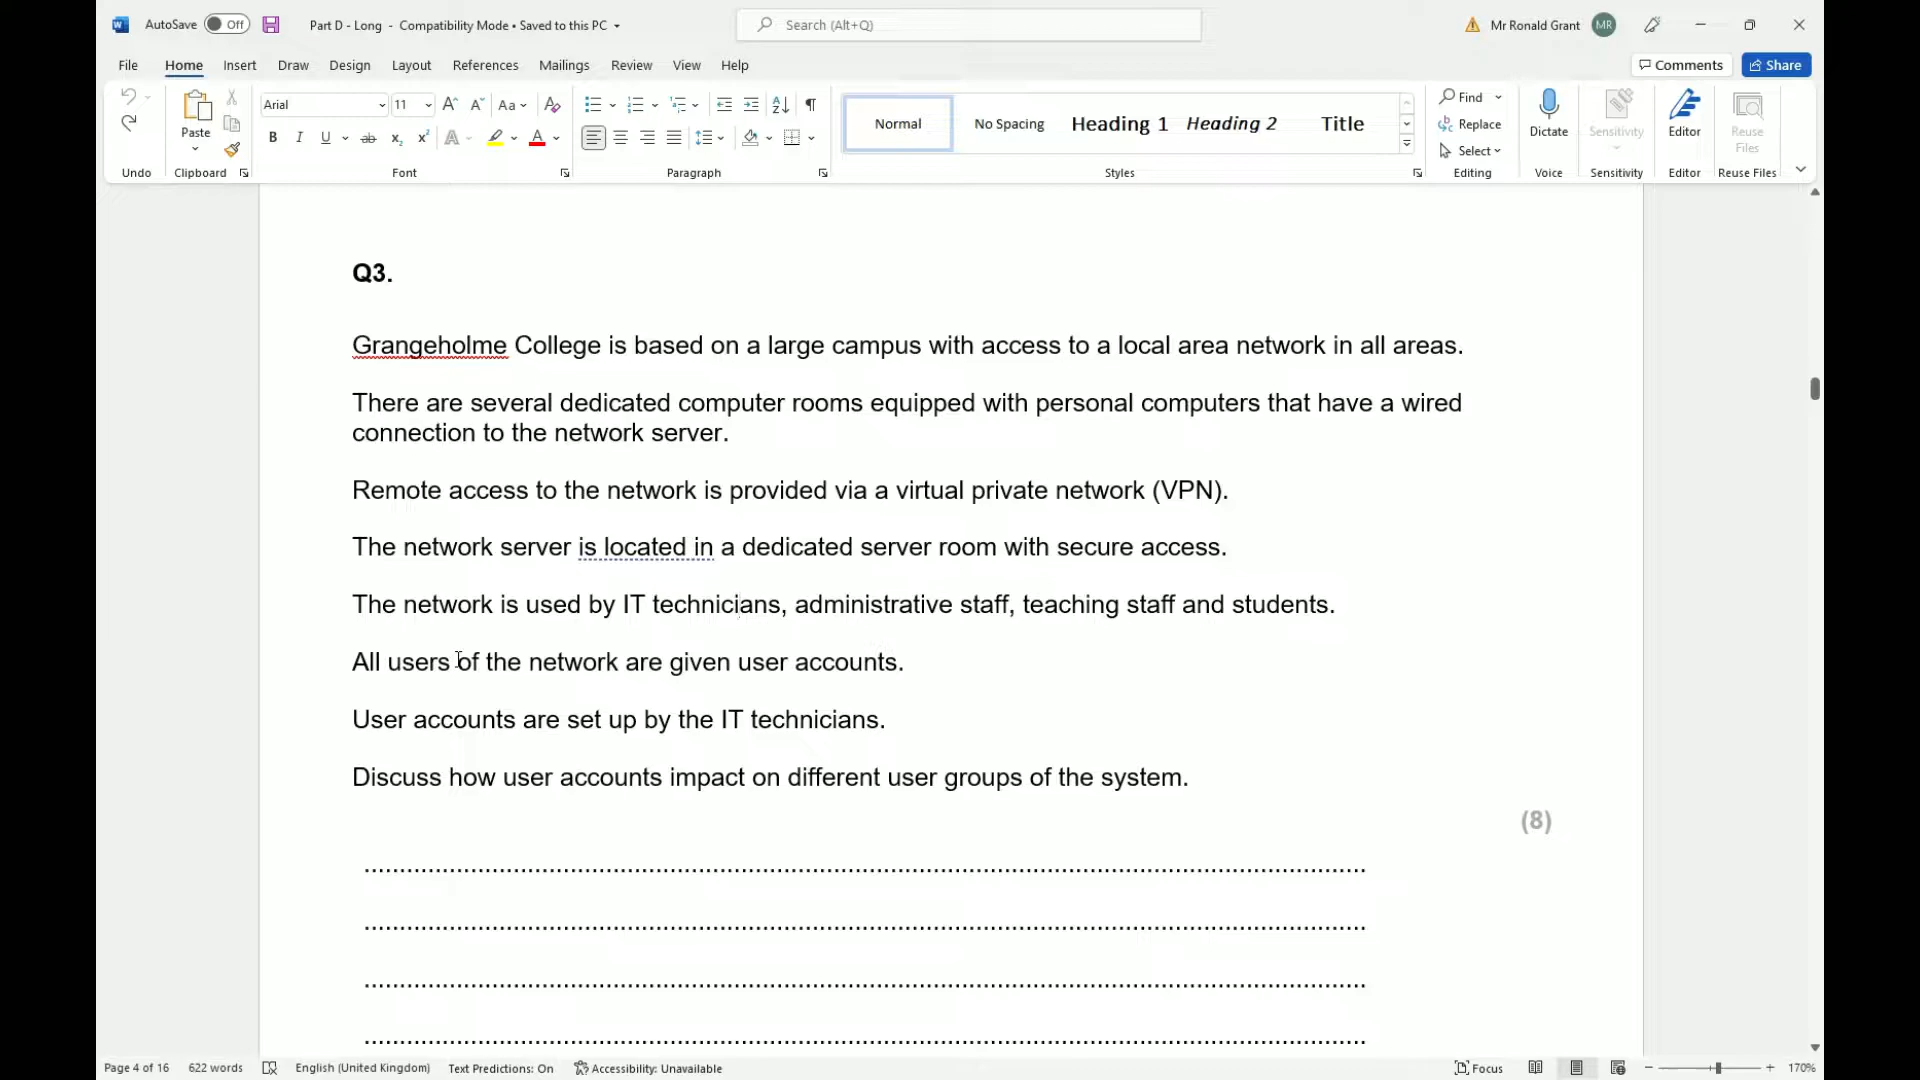 AutoSave Off Part D - Long - Compatibility Mode • Saved to this PC Search (Alt+Q) Mr Ronald Grant MR
File Home Insert Draw Design Layout References Mailings Review View Help Comments Share
Paste Arial 11 Aa Normal No Spacing Heading 1 Heading 2 Title Find Replace Select Dictate Sensitivity Editor Reuse Files
Undo Clipboard Font Paragraph Styles Editing Voice Sensitivity Editor Reuse Files
Q3.
Grangeholme College is based on a large campus with access to a local area network in all areas.
There are several dedicated computer rooms equipped with personal computers that have a wired
connection to the network server.
Remote access to the network is provided via a virtual private network (VPN).
The network server is located in a dedicated server room with secure access.
The network is used by IT technicians, administrative staff, teaching staff and students.
All users of the network are given user accounts.
User accounts are set up by the IT technicians.
Discuss how user accounts impact on different user groups of the system.
(8)
Page 4 of 16 622 words English (United Kingdom) Text Predictions: On Accessibility: Unavailable Focus 170%